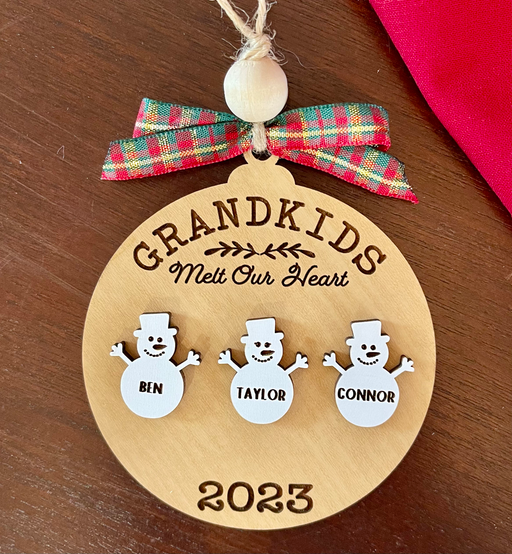 GRANDKIDS
Melt Our Heart
BEN
TAYLOR
CONNOR
2023